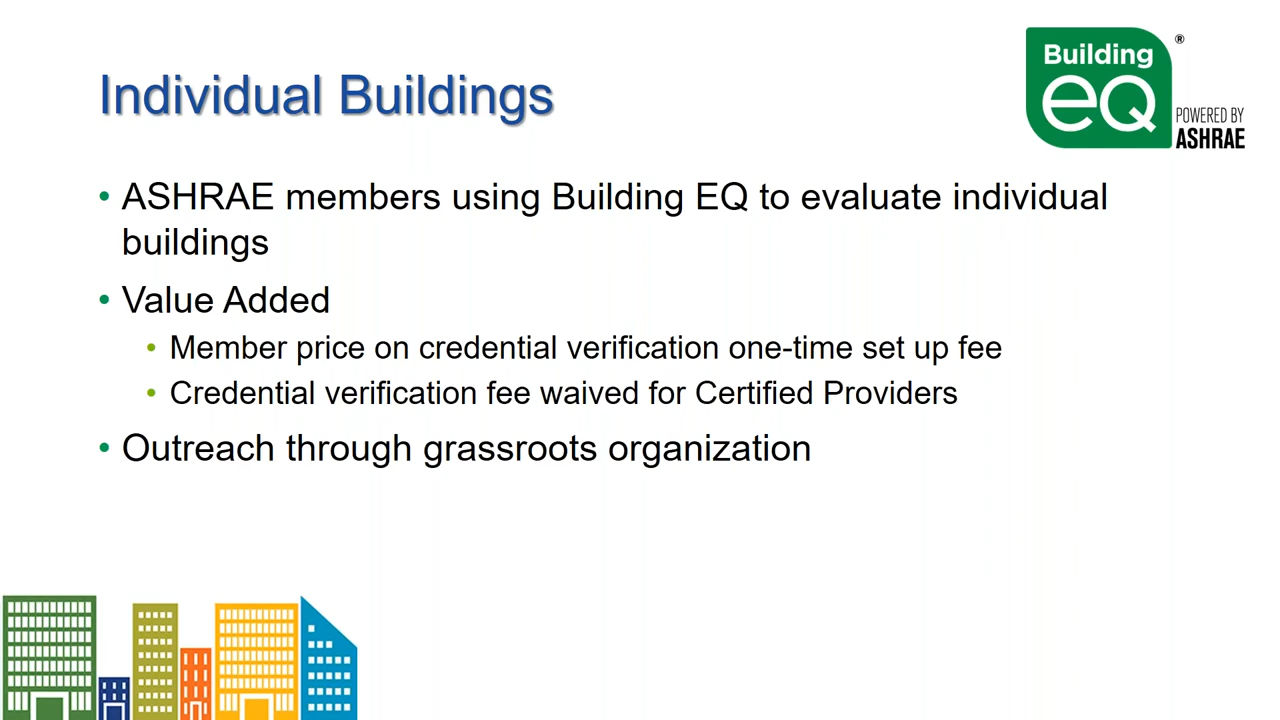 Individual Buildings
Building
eQ
®
POWERED BY
ASHRAE
• ASHRAE members using Building EQ to evaluate individual
buildings
• Value Added
• Member price on credential verification one-time set up fee
• Credential verification fee waived for Certified Providers
• Outreach through grassroots organization